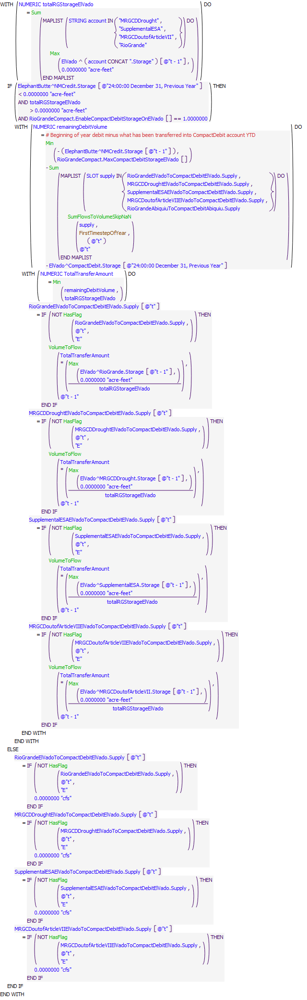 WITH NUMERIC totalRGStorageElVado DO
= Sum
MAPLIST STRING account IN "MRGCDDrought" , DO
"SupplementalESA" ,
"MRGCDoutofArticleVII" ,
"RioGrande"
Max
ElVado ^ ( account CONCAT ".Storage" ) [ @"t - 1" ] ,
0.0000000 "acre-feet"
END MAPLIST
IF ElephantButte^NMCredit.Storage [ @"24:00:00 December 31, Previous Year" ] THEN
< 0.0000000 "acre-feet"
AND totalRGStorageElVado
> 0.0000000 "acre-feet"
AND RioGrandeCompact.EnableCompactDebitStorageOnElVado [ ] == 1.0000000
WITH NUMERIC remainingDebitVolume DO
= # Beginning of year debit minus what has been transferred into CompactDebit account YTD
Min
- ( ElephantButte^NMCredit.Storage [ @"t - 1" ] ) ,
RioGrandeCompact.MaxCompactDebitStorageElVado [ ]
- Sum
MAPLIST SLOT supply IN RioGrandeElVadoToCompactDebitElVado.Supply , DO
MRGCDDroughtElVadoToCompactDebitElVado.Supply ,
SupplementalESAElVadoToCompactDebitElVado.Supply ,
MRGCDoutofArticleVIIElVadoToCompactDebitElVado.Supply ,
RioGrandeAbiquiuToCompactDebitAbiquiu.Supply
SumFlowsToVolumeSkipNaN
supply ,
FirstTimestepOfYear ,
( @"t" )
@"t"
END MAPLIST
- ElVado^CompactDebit.Storage [ @"24:00:00 December 31, Previous Year" ]
WITH NUMERIC TotalTransferAmount DO
= Min
remainingDebitVolume ,
totalRGStorageElVado
RioGrandeElVadoToCompactDebitElVado.Supply [ @"t" ]
= IF NOT HasFlag THEN
RioGrandeElVadoToCompactDebitElVado.Supply ,
@"t" ,
"E"
VolumeToFlow
TotalTransferAmount
* Max ,
ElVado^RioGrande.Storage [ @"t - 1" ] ,
0.0000000 "acre-feet"
totalRGStorageElVado
@"t - 1"
END IF
MRGCDDroughtElVadoToCompactDebitElVado.Supply [ @"t" ]
= IF NOT HasFlag THEN
MRGCDDroughtElVadoToCompactDebitElVado.Supply ,
@"t" ,
"E"
VolumeToFlow
TotalTransferAmount
* Max ,
ElVado^MRGCDDrought.Storage [ @"t - 1" ] ,
0.0000000 "acre-feet"
totalRGStorageElVado
@"t - 1"
END IF
SupplementalESAElVadoToCompactDebitElVado.Supply [ @"t" ]
= IF NOT HasFlag THEN
SupplementalESAElVadoToCompactDebitElVado.Supply ,
@"t" ,
"E"
VolumeToFlow
TotalTransferAmount
* Max ,
ElVado^SupplementalESA.Storage [ @"t - 1" ] ,
0.0000000 "acre-feet"
totalRGStorageElVado
@"t - 1"
END IF
MRGCDoutofArticleVIIElVadoToCompactDebitElVado.Supply [ @"t" ]
= IF NOT HasFlag THEN
MRGCDoutofArticleVIIElVadoToCompactDebitElVado.Supply ,
@"t" ,
"E"
VolumeToFlow
TotalTransferAmount
* Max ,
ElVado^MRGCDoutofArticleVII.Storage [ @"t - 1" ] ,
0.0000000 "acre-feet"
totalRGStorageElVado
@"t - 1"
END IF
END WITH
END WITH
ELSE
RioGrandeElVadoToCompactDebitElVado.Supply [ @"t" ]
= IF NOT HasFlag THEN
RioGrandeElVadoToCompactDebitElVado.Supply ,
@"t" ,
"E"
0.0000000 "cfs"
END IF
MRGCDDroughtElVadoToCompactDebitElVado.Supply [ @"t" ]
= IF NOT HasFlag THEN
MRGCDDroughtElVadoToCompactDebitElVado.Supply ,
@"t" ,
"E"
0.0000000 "cfs"
END IF
SupplementalESAElVadoToCompactDebitElVado.Supply [ @"t" ]
= IF NOT HasFlag THEN
SupplementalESAElVadoToCompactDebitElVado.Supply ,
@"t" ,
"E"
0.0000000 "cfs"
END IF
MRGCDoutofArticleVIIElVadoToCompactDebitElVado.Supply [ @"t" ]
= IF NOT HasFlag THEN
MRGCDoutofArticleVIIElVadoToCompactDebitElVado.Supply ,
@"t" ,
"E"
0.0000000 "cfs"
END IF
END IF
END WITH